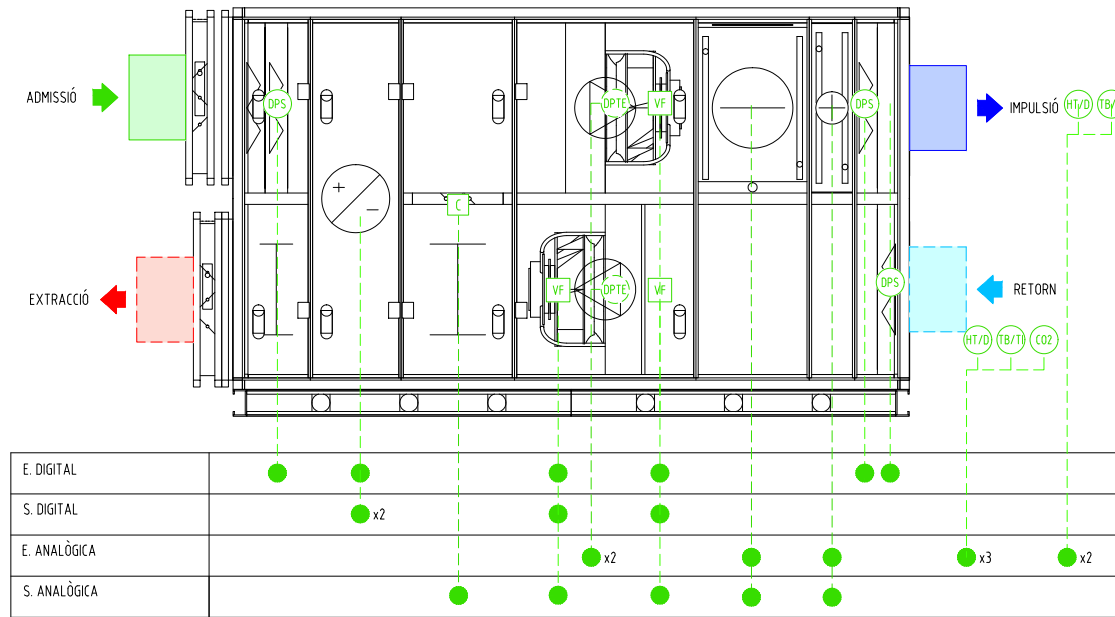 ADMISSIÓ
DPS
+
-
C
DPTE
VF
DPS
IMPULSIÓ
HT/D
EXTRACCIÓ
VF
DPTE
VF
DPS
RETORN
HT/D TB/TI CO2
E. DIGITAL
S. DIGITAL x2
E. ANALÒGICA x2 x3 x2
S. ANALÒGICA